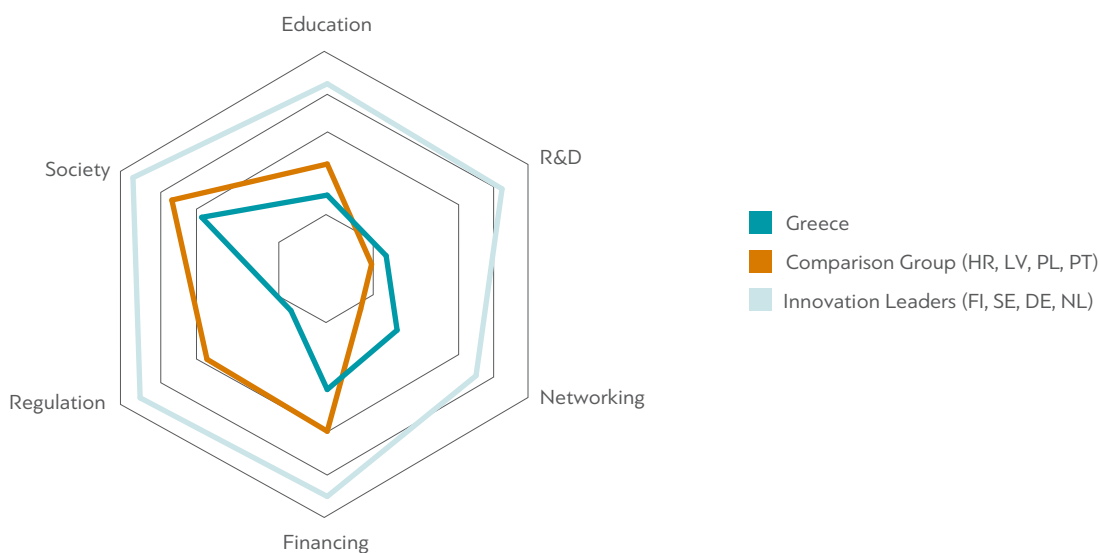 Education
R&D
Society
Greece
Comparison Group (HR, LV, PL, PT)
Innovation Leaders (FI, SE, DE, NL)
Regulation
Networking
Financing